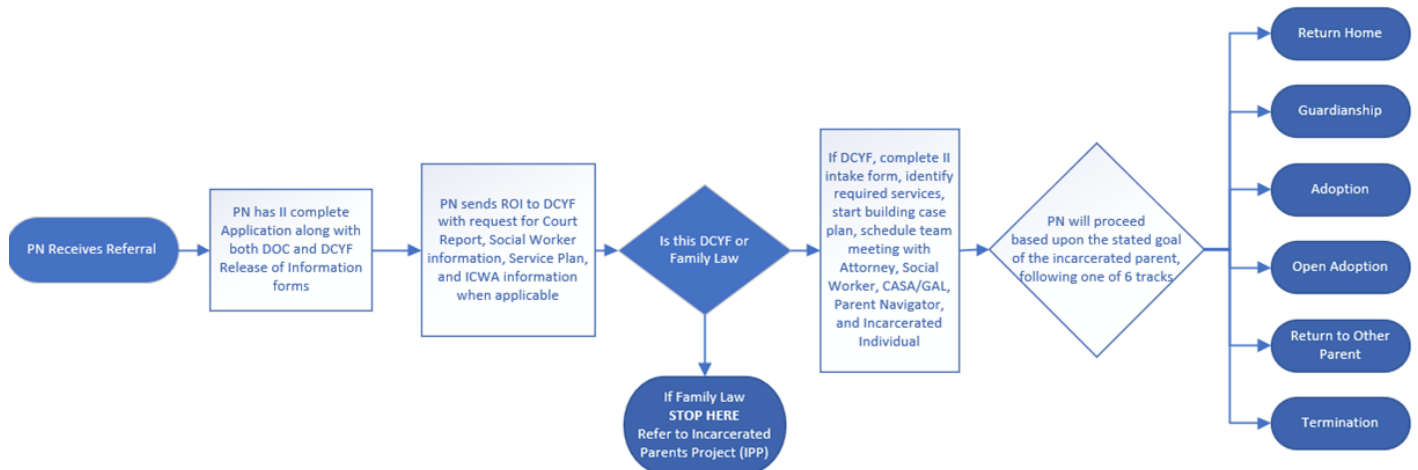 PN Receives Referral
PN has II complete
Application along with
both DOC and DCYF
Release of Information
forms
PN sends ROI to DCYF
with request for Court
Report, Social Worker
information, Service Plan,
and ICWA information
when applicable
Is this DCYF or
Family Law
If Family Law
STOP HERE
Refer to Incarcerated
Parents Project (IPP)
If DCYF, complete II
intake form, identify
required services,
start building case
plan, schedule team
meeting with
Attorney, Social
Worker, CASA/GAL,
Parent Navigator,
and Incarcerated
Individual
PN will proceed
based upon the stated goal
of the incarcerated parent,
following one of 6 tracks
Return Home
Guardianship
Adoption
Open Adoption
Return to Other
Parent
Termination